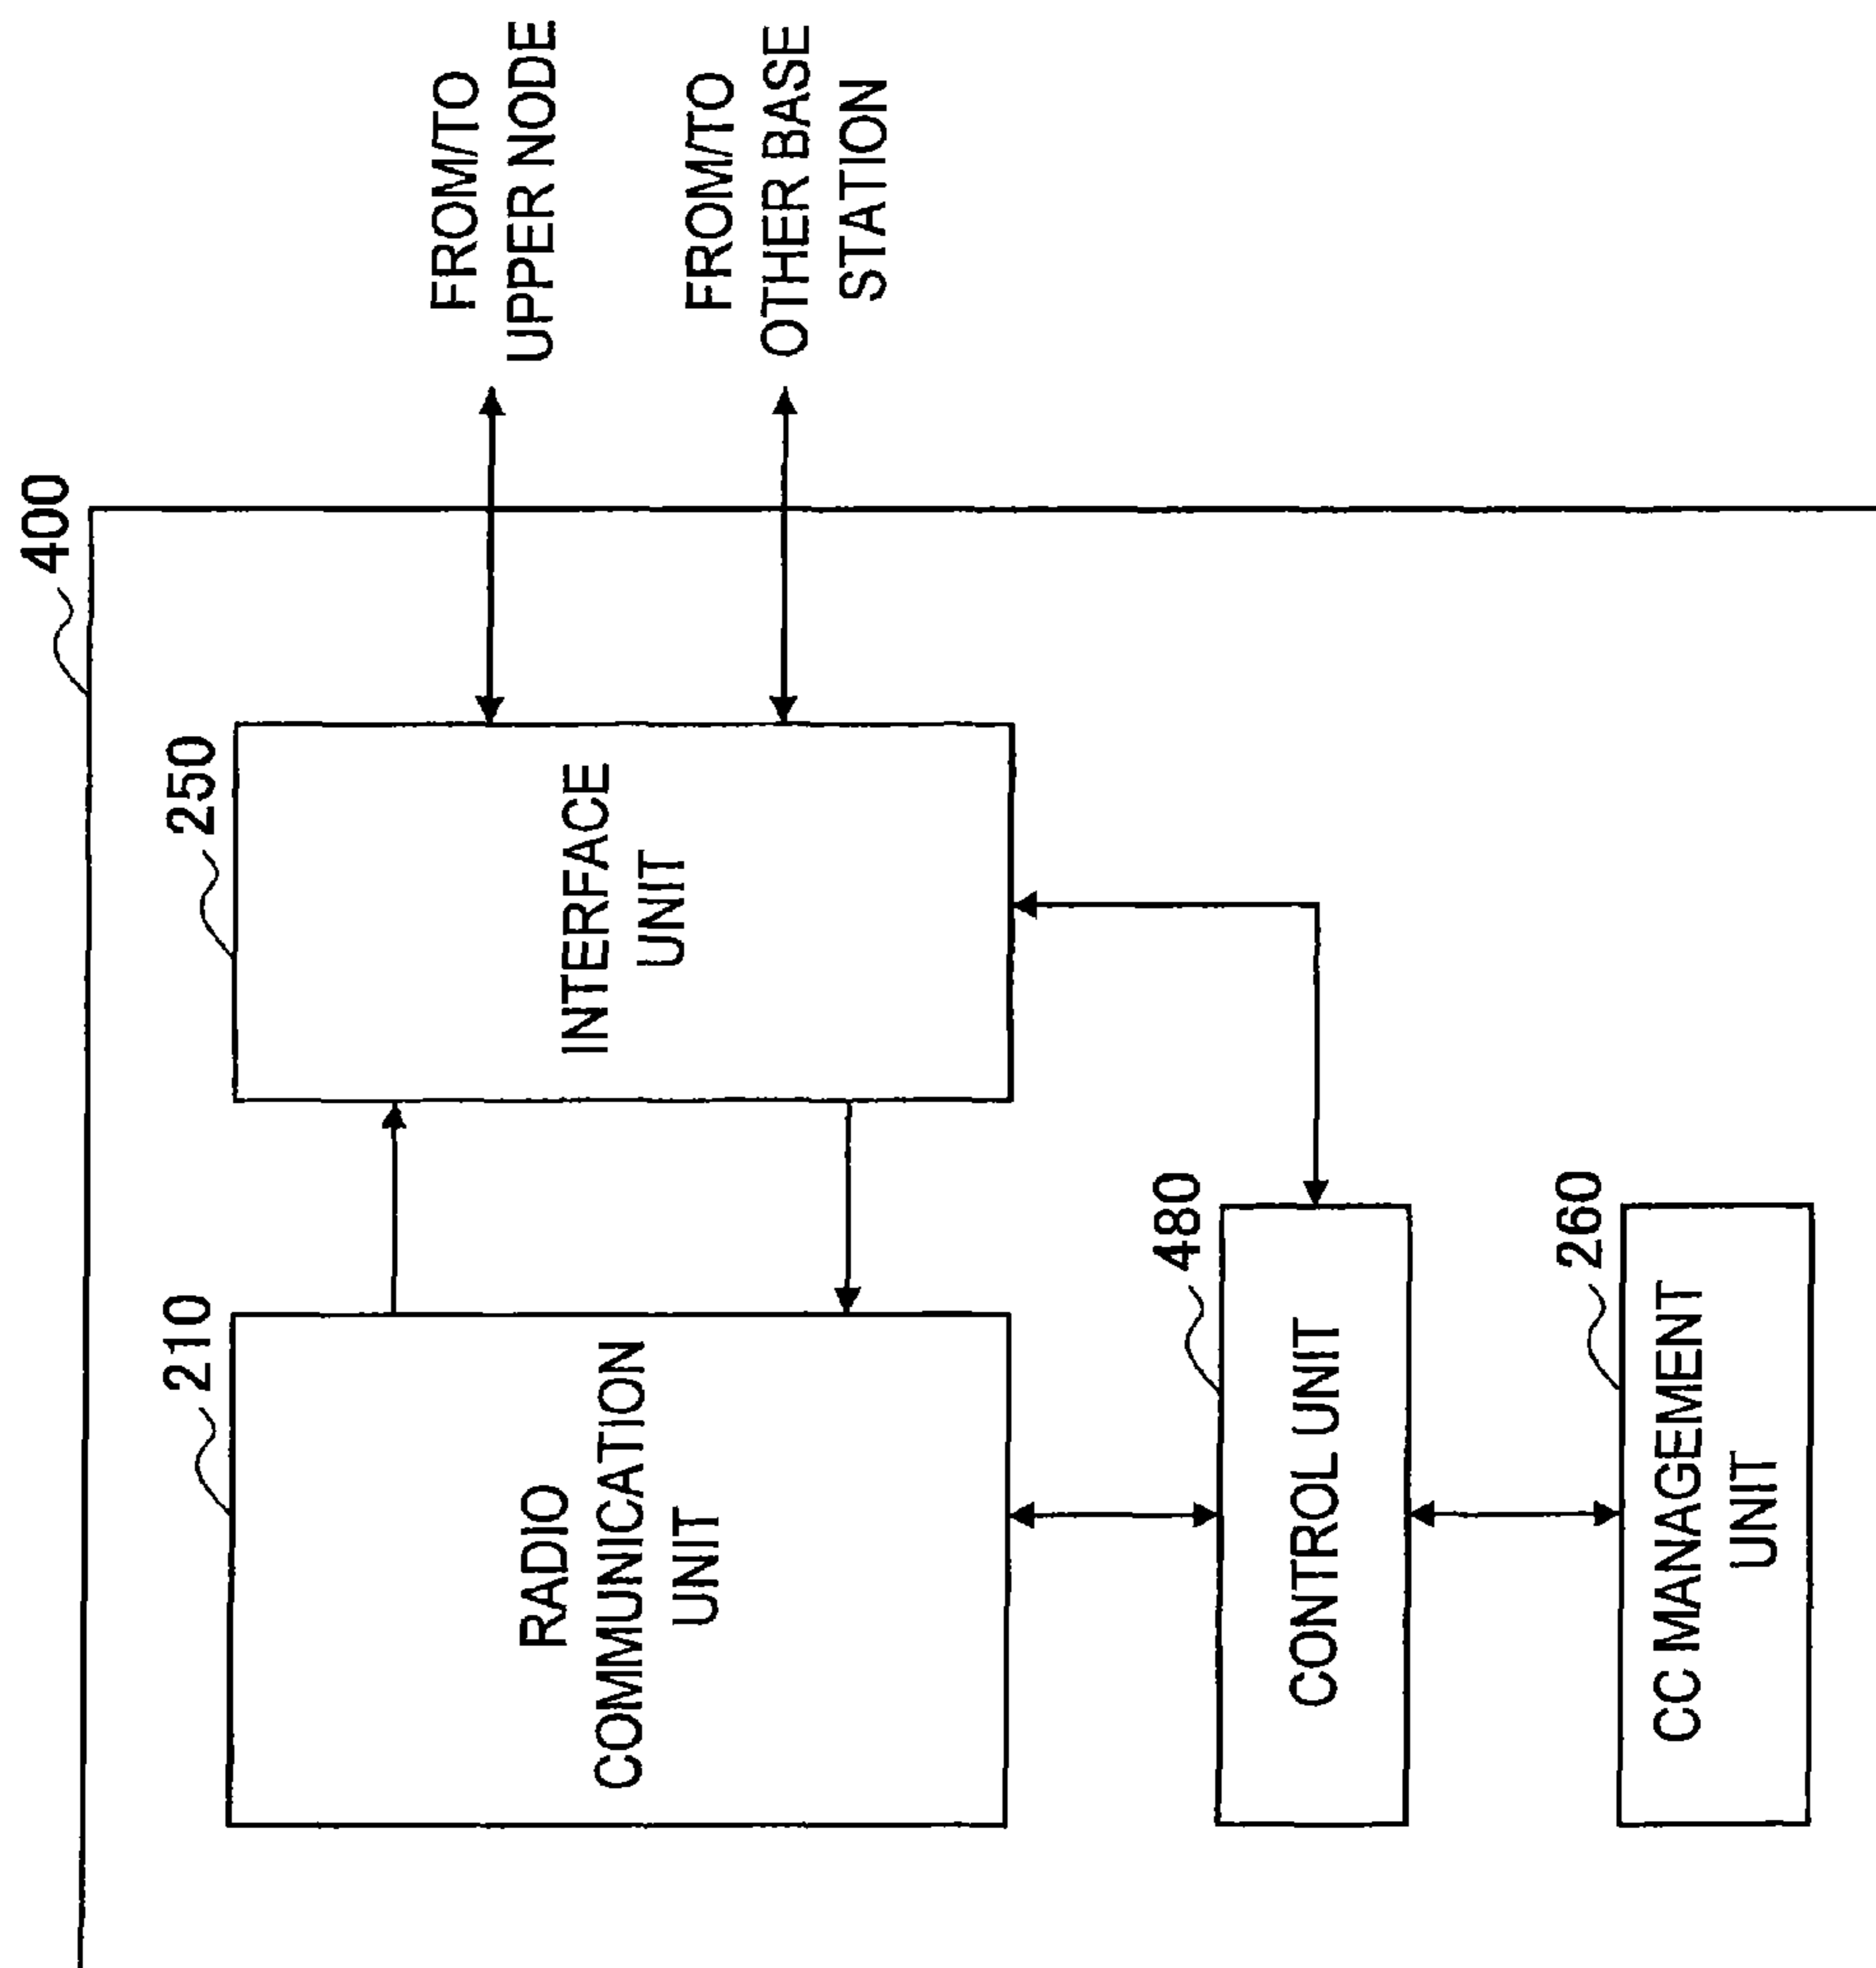 400
210
RADIO
COMMUNICATION
UNIT
250
INTERFACE
UNIT
FROM/TO
UPPER NODE
FROM/TO
OTHER BASE
STATION
480
CONTROL UNIT
260
CC MANAGEMENT
UNIT